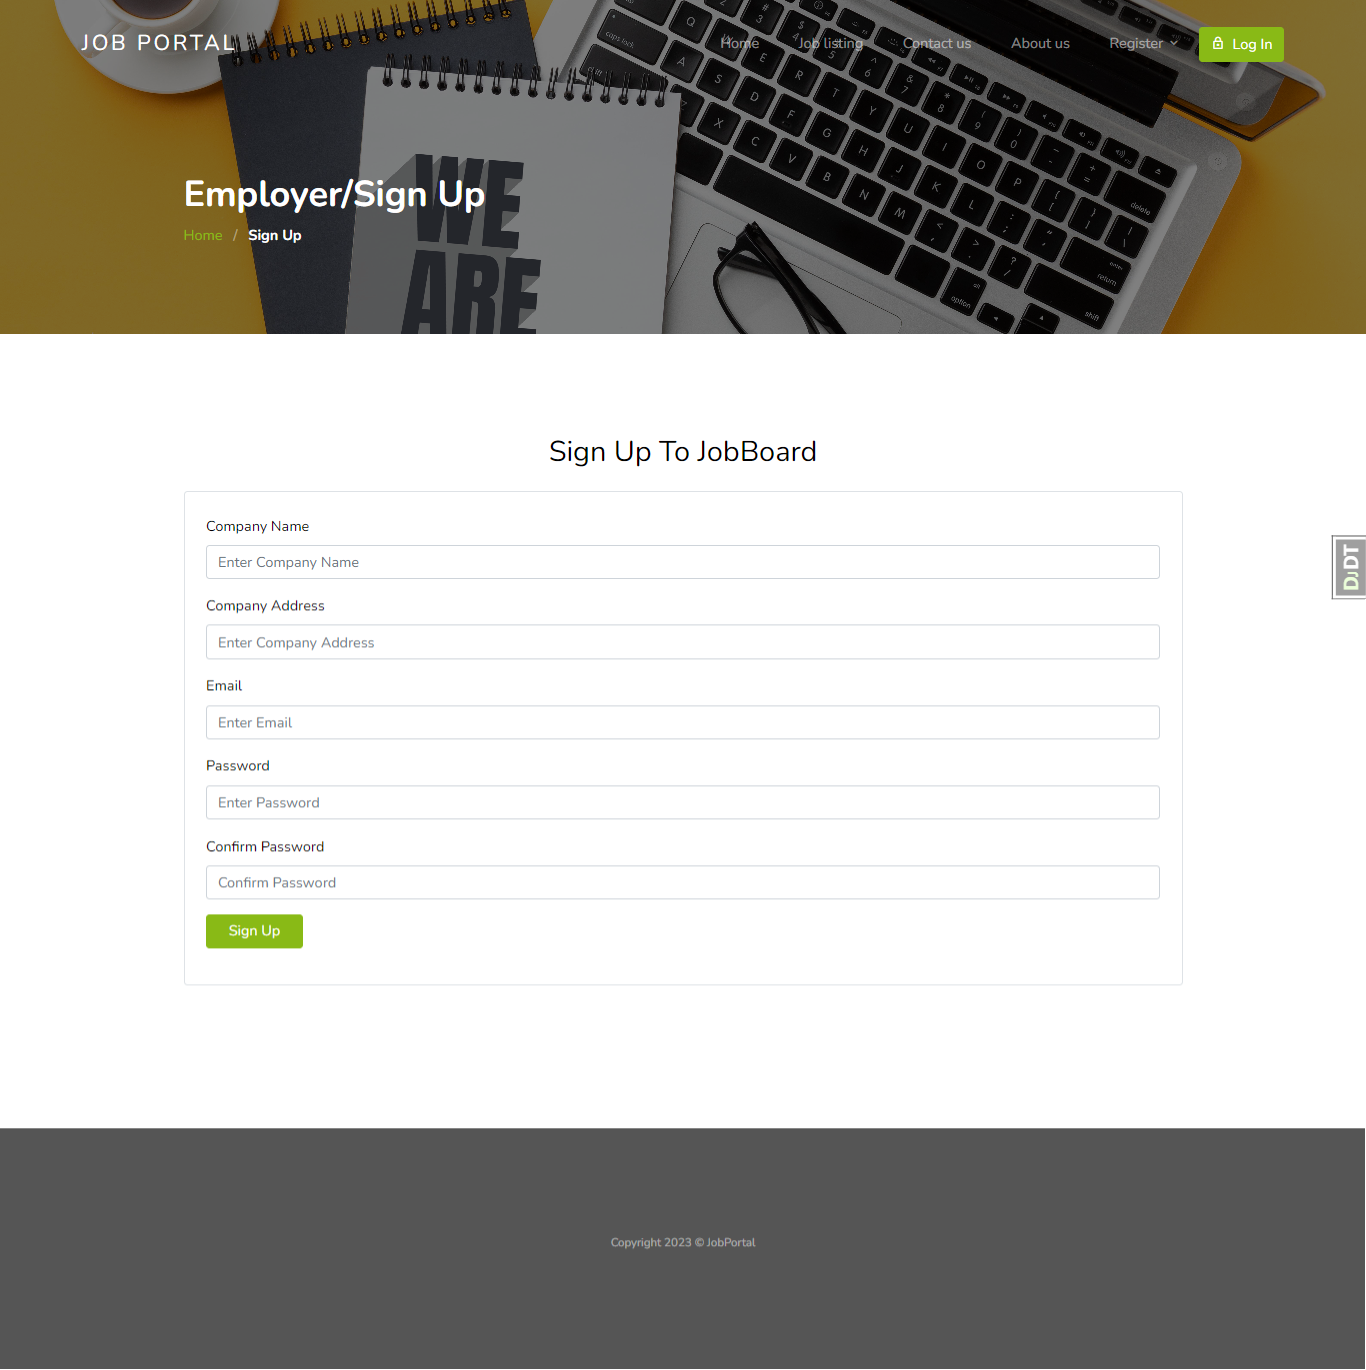 JOB PORTAL
Home Job listing Contact us About us Register Log In
WE
ARE
Employer/Sign Up
Home / Sign Up
Sign Up To JobBoard
Company Name
Enter Company Name
Company Address
Enter Company Address
Email
Enter Email
Password
Enter Password
Confirm Password
Confirm Password
Sign Up
DjDT
Copyright 2023 © JobPortal